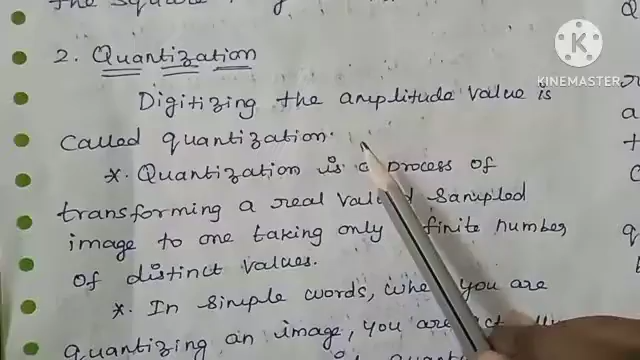 the square
2. Quantization
Digitizing the amplitude value is
called quantization.
* Quantization is a process of
transforming a real valued sampled
image to one taking only finite number
of distinct values.
* In simple words, when you are
quantizing an image, you are
KINEMASTER